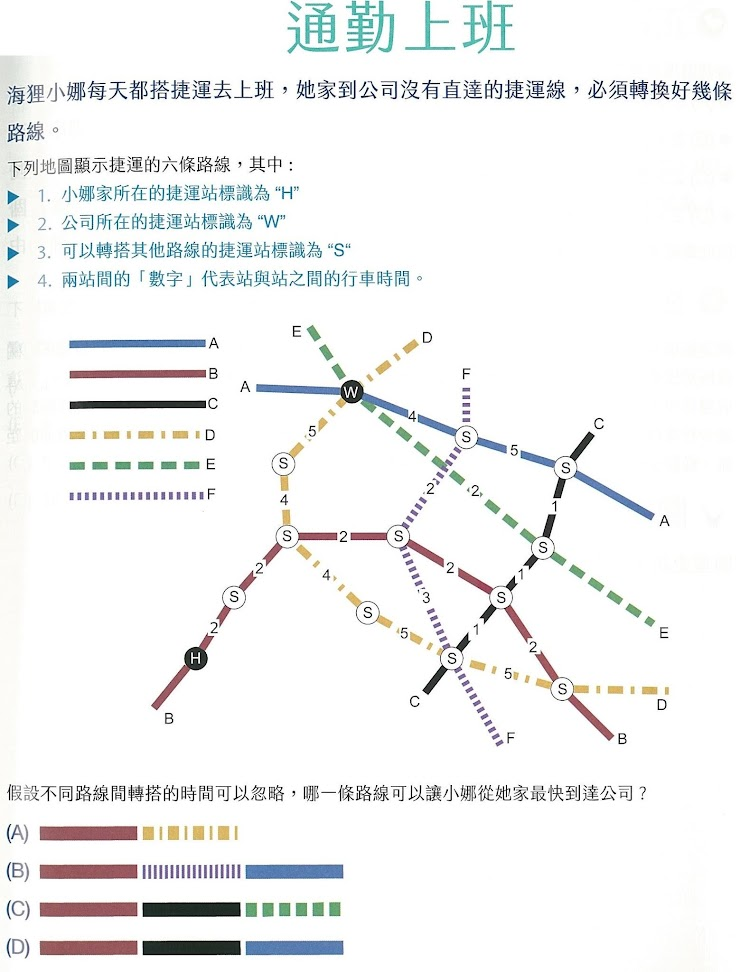 通勤上班
海狸小娜每天都搭捷運去上班，她家到公司沒有直達的捷運線，必須轉換好幾條
路線。
下列地圖顯示捷運的六條路線，其中：
1. 小娜家所在的捷運站標識為 “H”
2. 公司所在的捷運站標識為 “W”
3. 可以轉搭其他路線的捷運站標識為 “S“
4. 兩站間的「數字」代表站與站之間的行車時間。
A
B
C
D
E
F
E
D
A
W
F
4
C
5
S
5
S
S
A
4
2
2
1
S
2
S
S
2
4
2
1
S
S
E
2
S
3
1
5
2
H
S
5
S
C
D
B
F
B
假設不同路線間轉搭的時間可以忽略，哪一條路線可以讓小娜從她家最快到達公司？
(A)
(B)
(C)
(D)